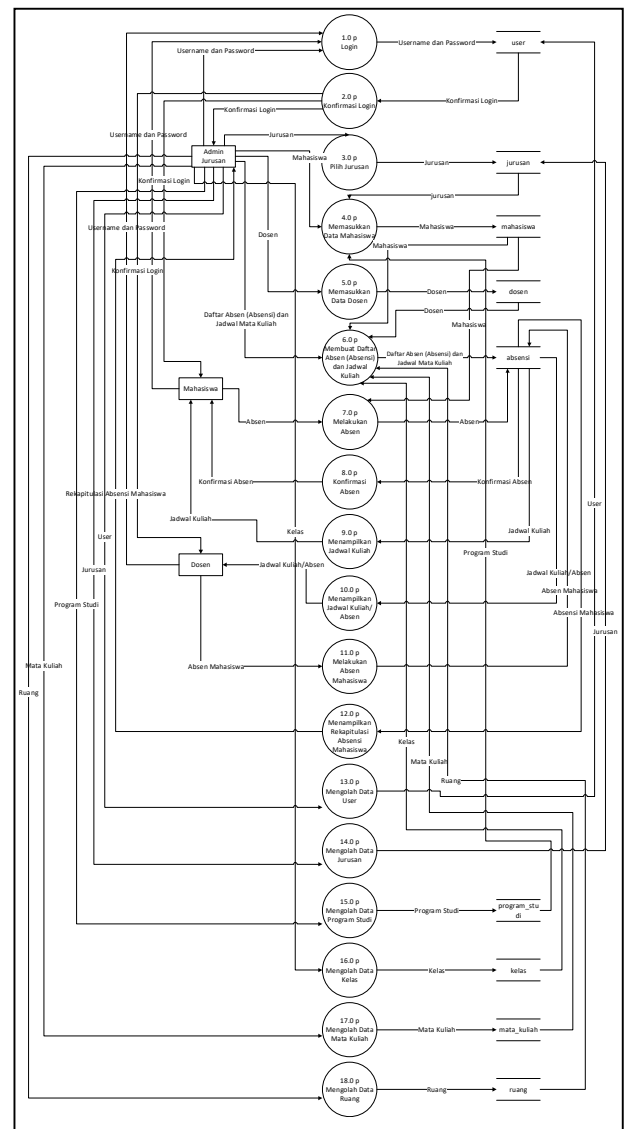 1.0 p
Login
Username dan Password
user
Username dan Password
2.0 p
Konfirmasi Login
Konfirmasi Login
Konfirmasi Login
Username dan Password
Jurusan
Admin
Jurusan
Mahasiswa
3.0 p
Pilih Jurusan
Jurusan
jurusan
Konfirmasi Login
jurusan
4.0 p
Memasukkan
Data Mahasiswa
Mahasiswa
mahasiswa
Username dan Password
Dosen
Mahasiswa
Konfirmasi Login
5.0 p
Memasukkan
Data Dosen
Dosen
dosen
Dosen
Daftar Absen (Absensi) dan
Jadwal Mata Kuliah
Mahasiswa
6.0 p
Membuat Daftar
Absen (Absensi)
dan Jadwal
Kuliah
Daftar Absen (Absensi) dan
Jadwal Mata Kuliah
absensi
Mahasiswa
Absen
7.0 p
Melakukan
Absen
Absen
Konfirmasi Absen
8.0 p
Konfirmasi
Absen
Konfirmasi Absen
Rekapitulasi Absensi Mahasiswa
User
Jadwal Kuliah
Kelas
9.0 p
Menampilkan
Jadwal Kuliah
Jadwal Kuliah
User
Program Studi
Dosen
Jadwal Kuliah/Absen
Jurusan
10.0 p
Menampilkan
Jadwal Kuliah/
Absen
Jadwal Kuliah/Absen
Absen Mahasiswa
Program Studi
Absensi Mahasiswa
Jurusan
Mata Kuliah
Absen Mahasiswa
11.0 p
Melakukan
Absen
Mahasiswa
Ruang
12.0 p
Menampilkan
Rekapitulasi
Absensi
Mahasiswa
Kelas
Mata Kuliah
Ruang
13.0 p
Mengolah Data
User
14.0 p
Mengolah Data
Jurusan
15.0 p
Mengolah Data
Program Studi
Program Studi
program_stu
di
16.0 p
Mengolah Data
Kelas
Kelas
kelas
17.0 p
Mengolah Data
Mata Kuliah
Mata Kuliah
mata_kuliah
18.0 p
Mengolah Data
Ruang
Ruang
ruang